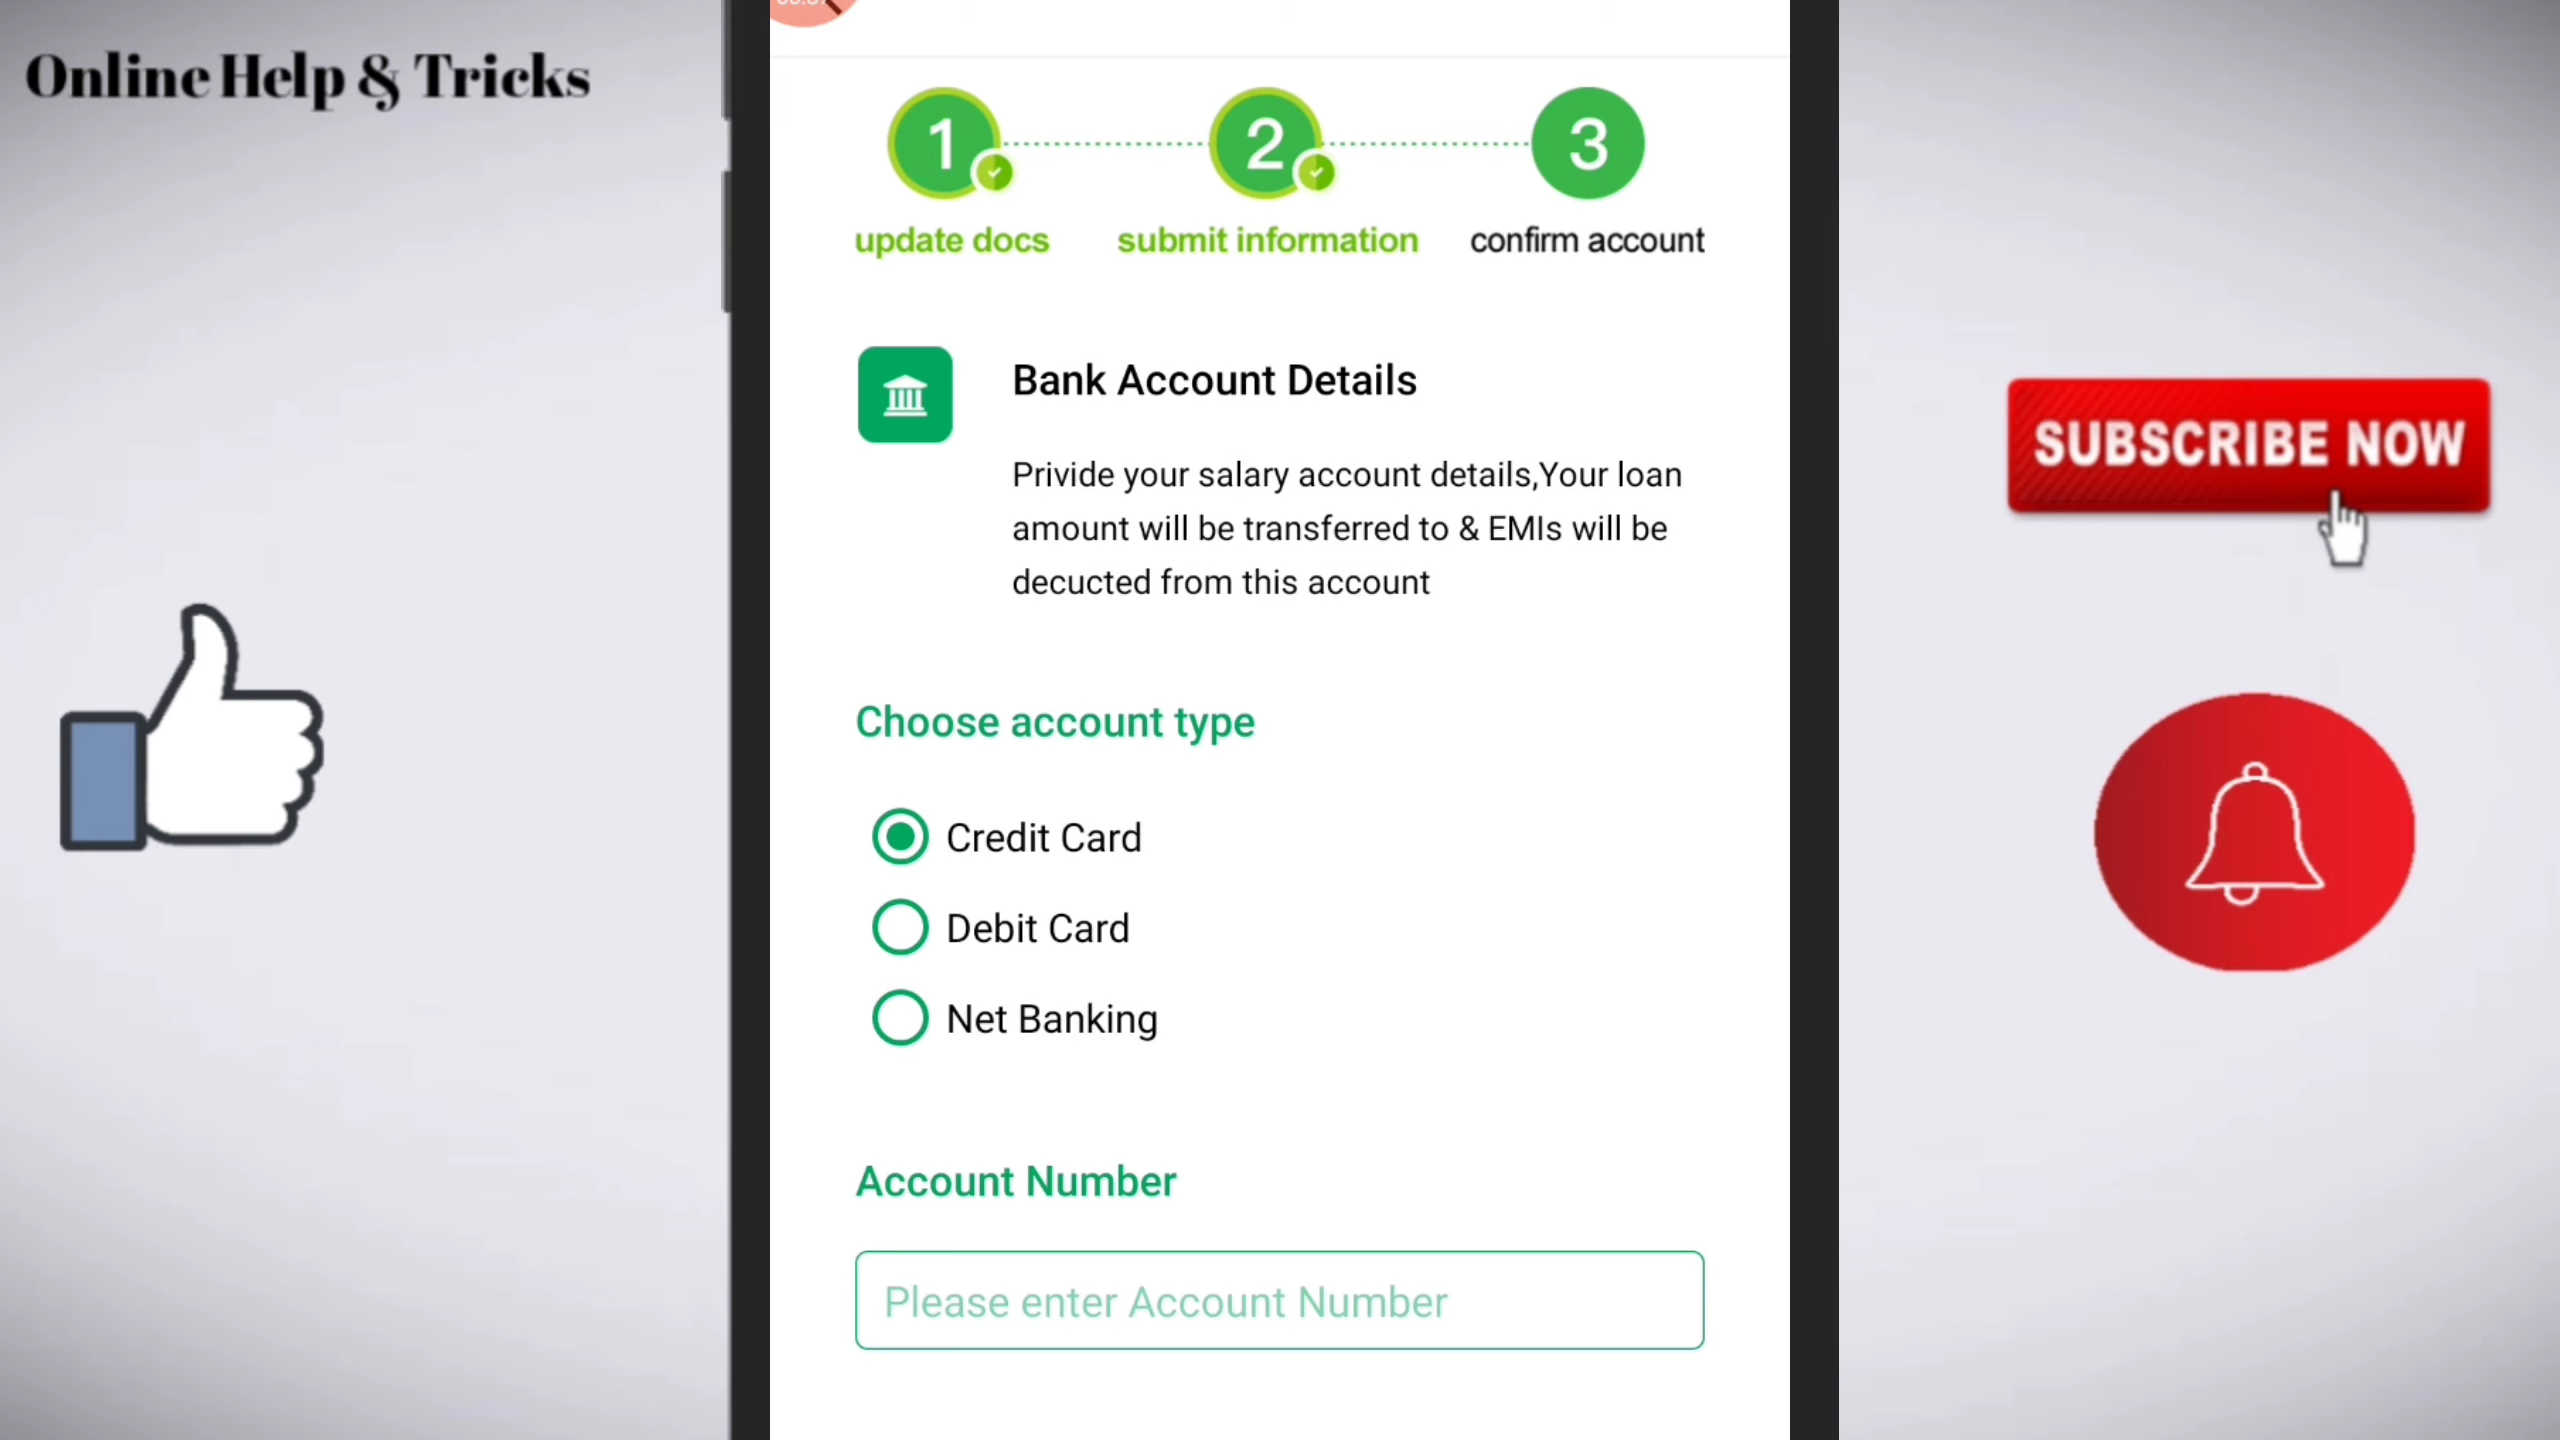 Online Help & Tricks
1 2 3
update docs submit information confirm account
Bank Account Details
Privide your salary account details,Your loan
amount will be transferred to & EMIs will be
decucted from this account
Choose account type
Credit Card
Debit Card
Net Banking
Account Number
Please enter Account Number
SUBSCRIBE NOW